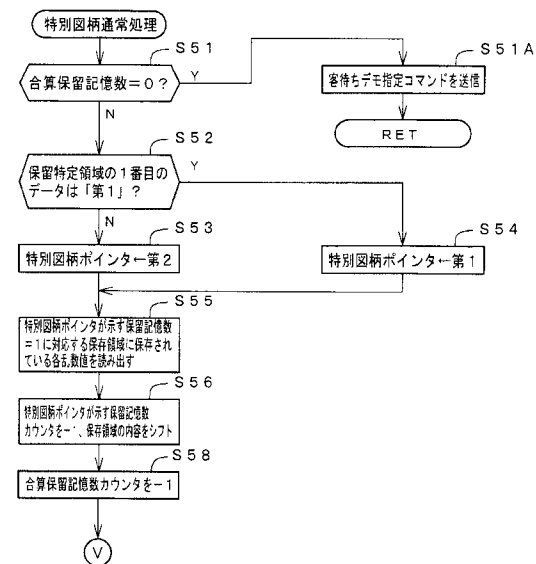 特別図柄通常処理
S51
合算保留記憶数＝0？
Y
N
S51A
客待ちデモ指定コマンドを送信
RET
S52
保留特定領域の1番目の
データは「第1」？
Y
N
S53
特別図柄ポインタ←第2
S54
特別図柄ポインタ←第1
S55
特別図柄ポインタが示す保留記憶数
＝1に対応する保存領域に保存され
ている各乱数値を読み出す
S56
特別図柄ポインタが示す保留記憶数
カウンタを−1、保存領域の内容をシフト
S58
合算保留記憶数カウンタを−1
V